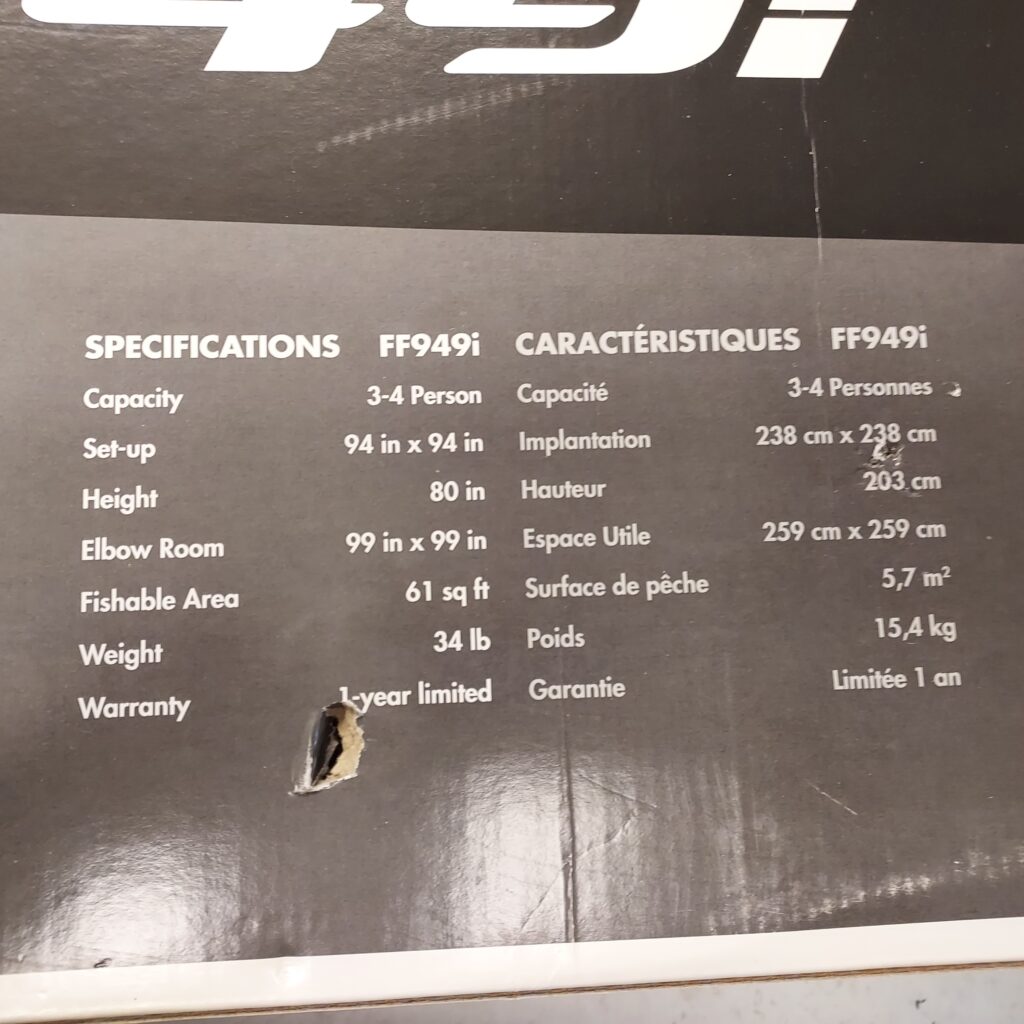 49i
SPECIFICATIONS FF949i
Capacity 3-4 Person
Set-up 94 in x 94 in
Height 80 in
Elbow Room 99 in x 99 in
Fishable Area 61 sq ft
Weight 34 lb
Warranty 1-year limited
CARACTÉRISTIQUES FF949i
Capacité 3-4 Personnes
Implantation 238 cm x 238 cm
Hauteur 203 cm
Espace Utile 259 cm x 259 cm
Surface de pêche 5,7 m²
Poids 15,4 kg
Garantie Limitée 1 an